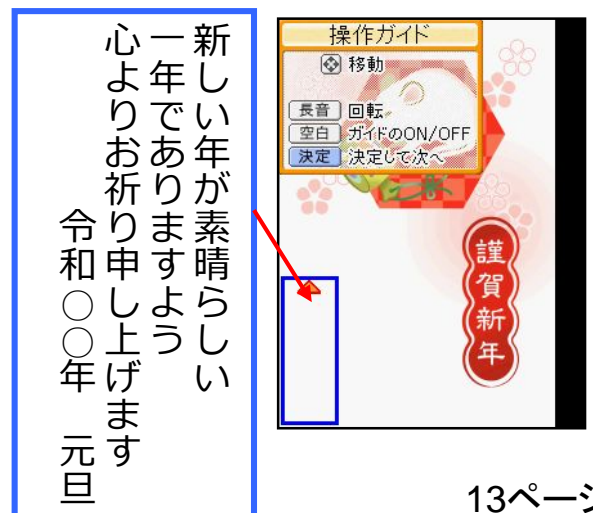 新しい年が素晴らしい
一年でありますよう
心よりお祈り申し上げます
令和○○年　元旦
操作ガイド
移動
長音 回転
空白 ガイドのON/OFF
決定 決定して次へ
謹賀新年
13ページ